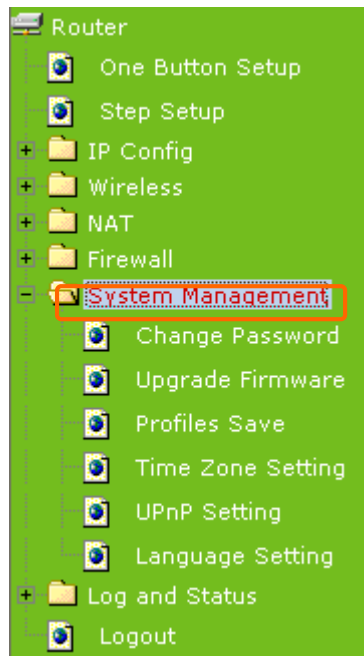 Router
One Button Setup
Step Setup
IP Config
Wireless
NAT
Firewall
System Management
Change Password
Upgrade Firmware
Profiles Save
Time Zone Setting
UPnP Setting
Language Setting
Log and Status
Logout